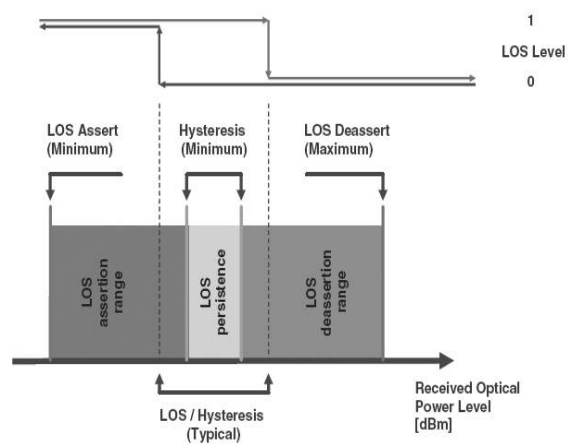 1
LOS Level
0
LOS Assert
(Minimum)
Hysteresis
(Minimum)
LOS Deassert
(Maximum)
LOS
assertion
range
LOS
persistence
LOS
deassertion
range
Received Optical
Power Level
[dBm]
LOS / Hysteresis
(Typical)